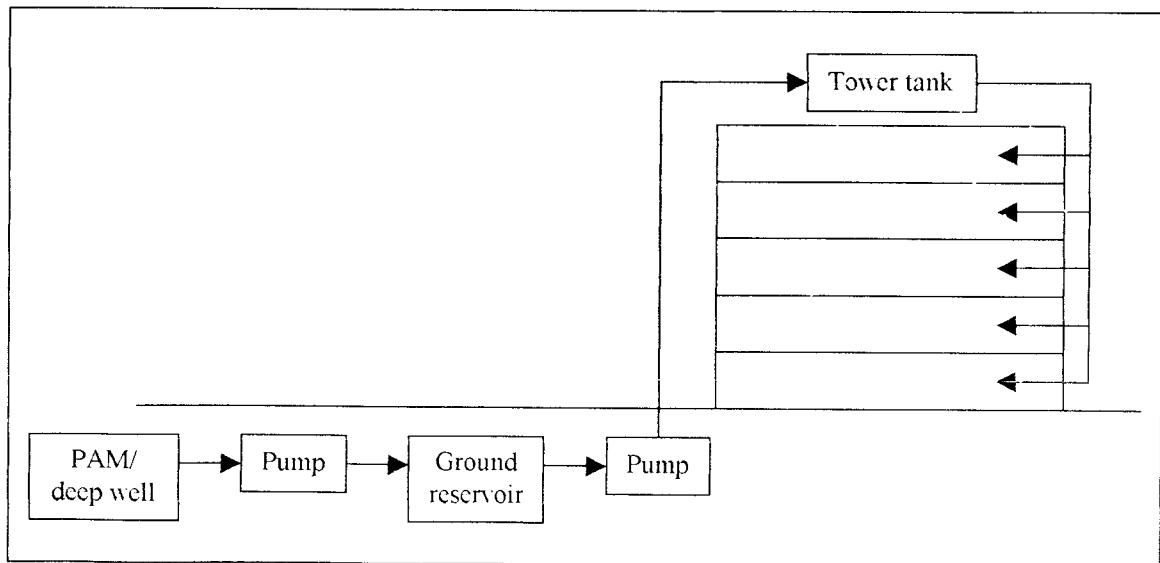 Tower tank
PAM/
deep well
Pump
Ground
reservoir
Pump